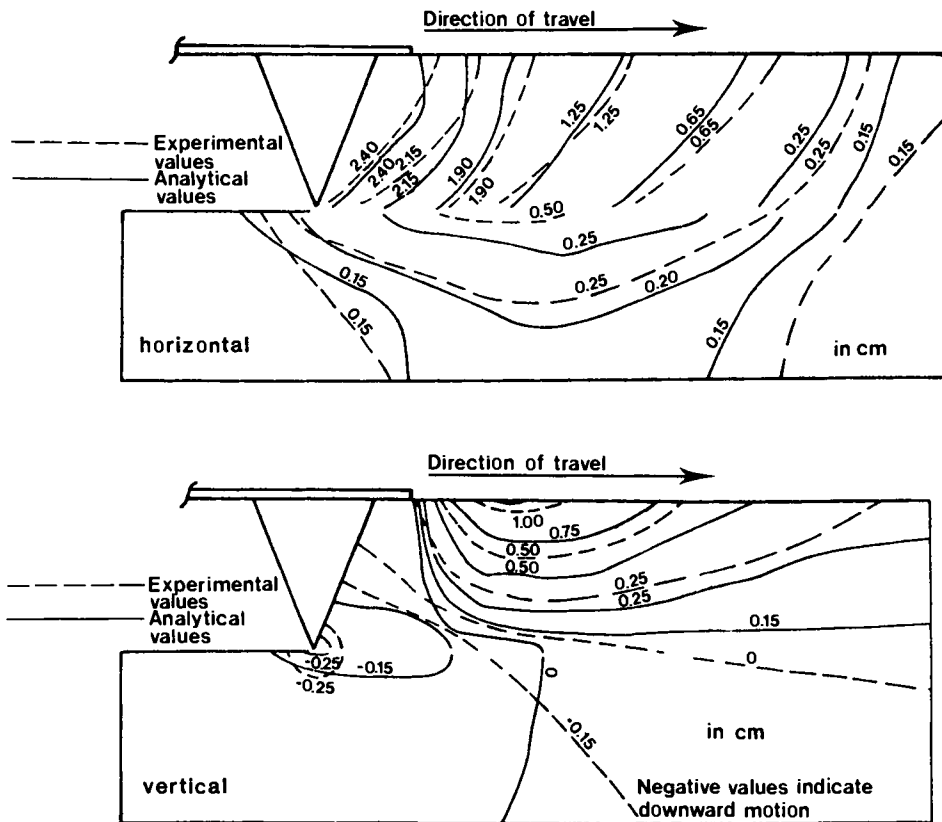 Direction of travel
Experimental
values
Analytical
values
2.40
2.40
2.15
2.15
1.90
1.90
1.25
1.25
0.65
0.65
0.25
0.25
0.15
0.15
0.50
0.25
0.25
0.20
0.15
0.15
0.15
horizontal
in cm
Direction of travel
1.00
0.75
0.50
0.50
0.25
0.25
0.15
0
Experimental
values
Analytical
values
-0.25
-0.15
-0.25
0
-0.15
in cm
vertical
Negative values indicate
downward motion